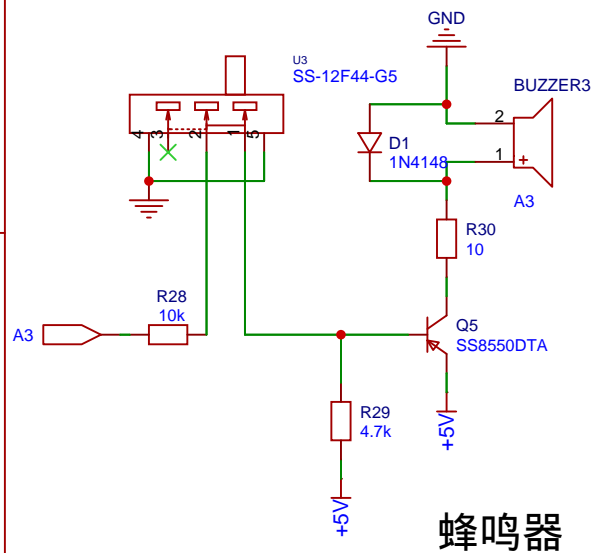 GND
U3
SS-12F44-G5
BUZZER3
2
1
+
A3
4
3
2
1
5
D1
1N4148
R30
10
R28
10k
A3
Q5
SS8550DTA
R29
4.7k
+5V
+5V
蜂鸣器